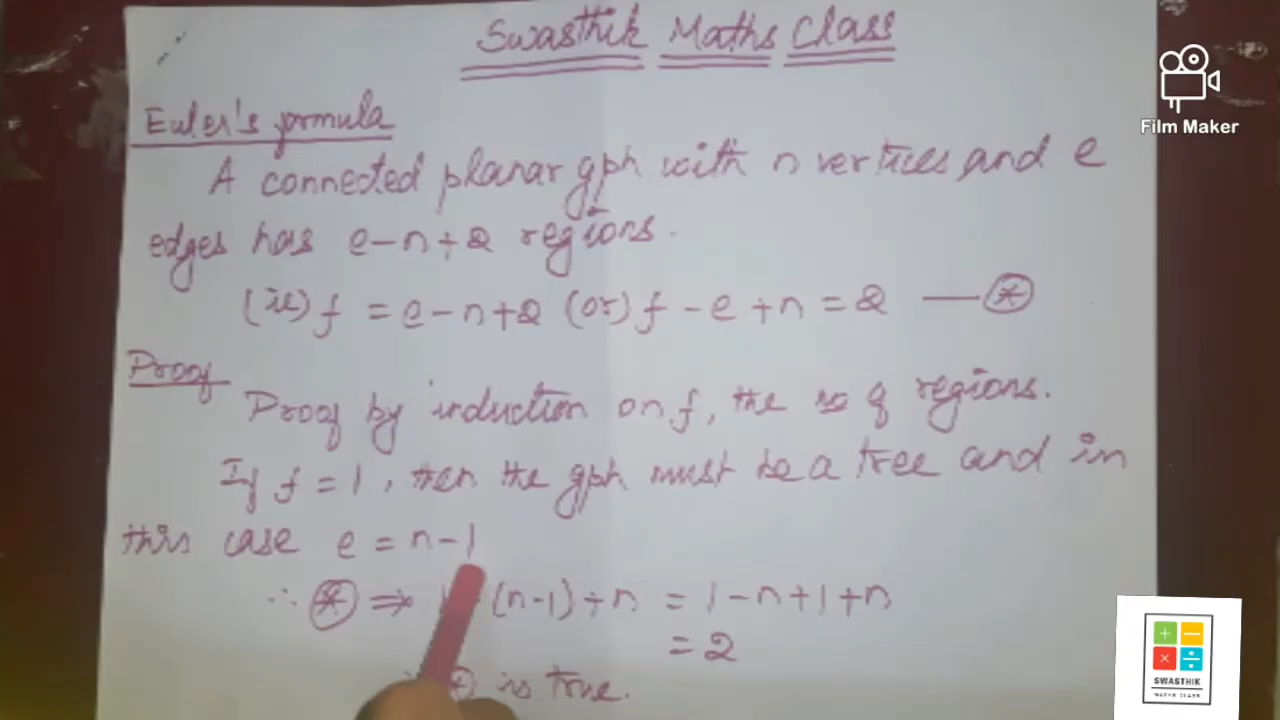 Swasthik Maths Class
Film Maker
Euler's formula
A connected planar gph with n vertices and e
edges has e-n+2 regions.
(ie) f = e-n+2 (or) f - e + n = 2 — *
Proof
Proof by induction on f, the no of regions.
If f = 1, then the gph must be a tree and in
this case e = n-1
∴ * ⇒ (n-1) + n = 1 - n + 1 + n
= 2
* is true.
+ −
× ÷
SWASTHIK
MATHS CLASS